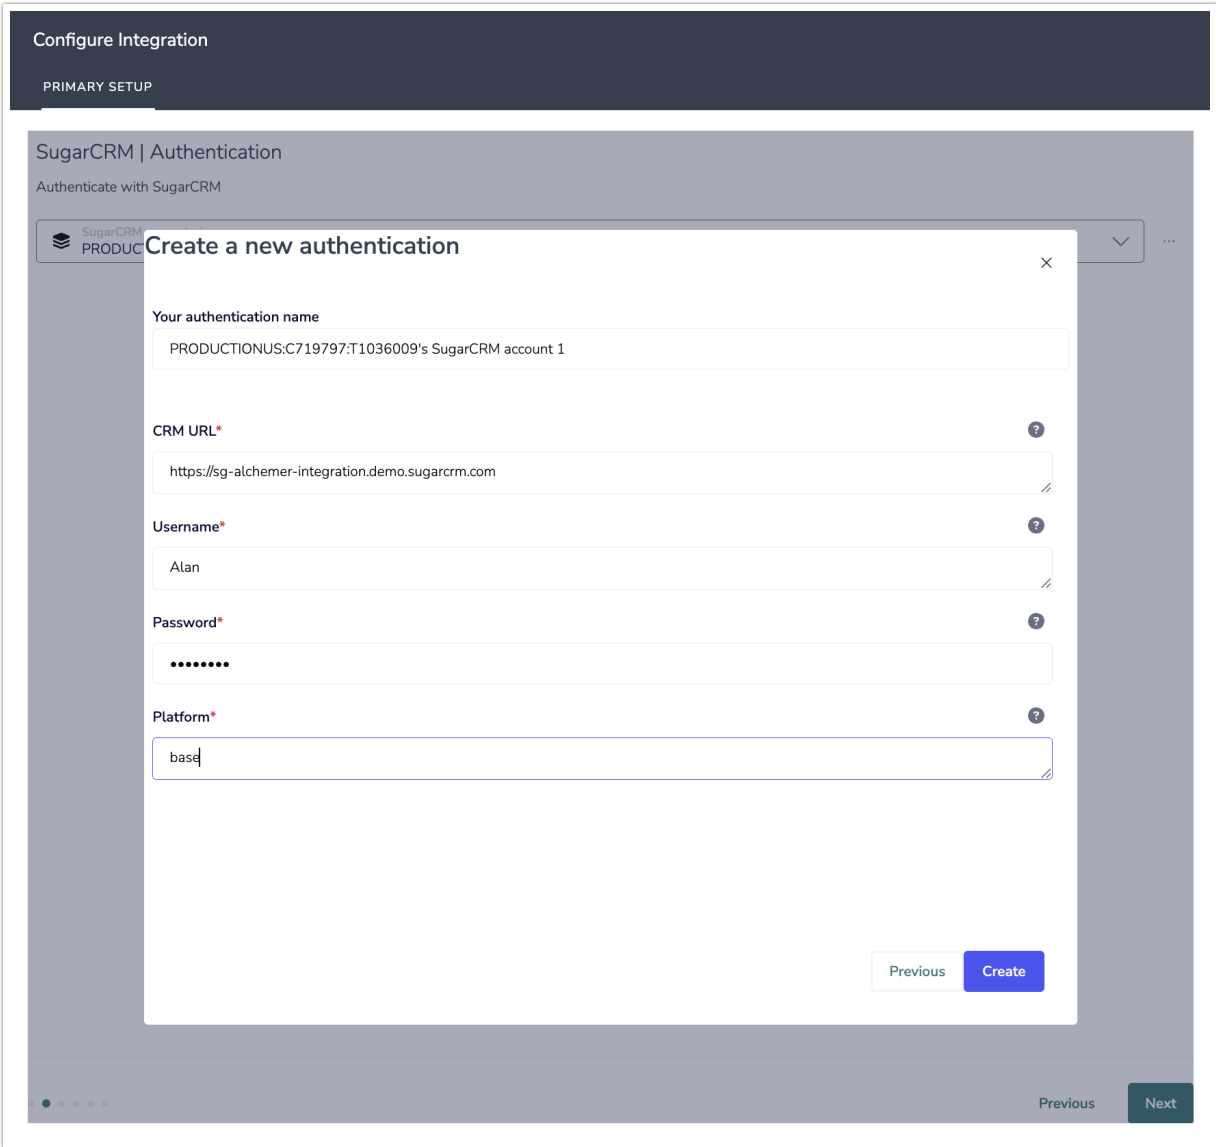 Configure Integration
PRIMARY SETUP
SugarCRM | Authentication
Authenticate with SugarCRM
SugarCRM
PRODUC
Create a new authentication
Your authentication name
PRODUCTIONUS:C719797:T1036009's SugarCRM account 1
CRM URL*
https://sg-alchemer-integration.demo.sugarcrm.com
Username*
Alan
Password*
••••••••
Platform*
base
Previous
Create
Previous
Next